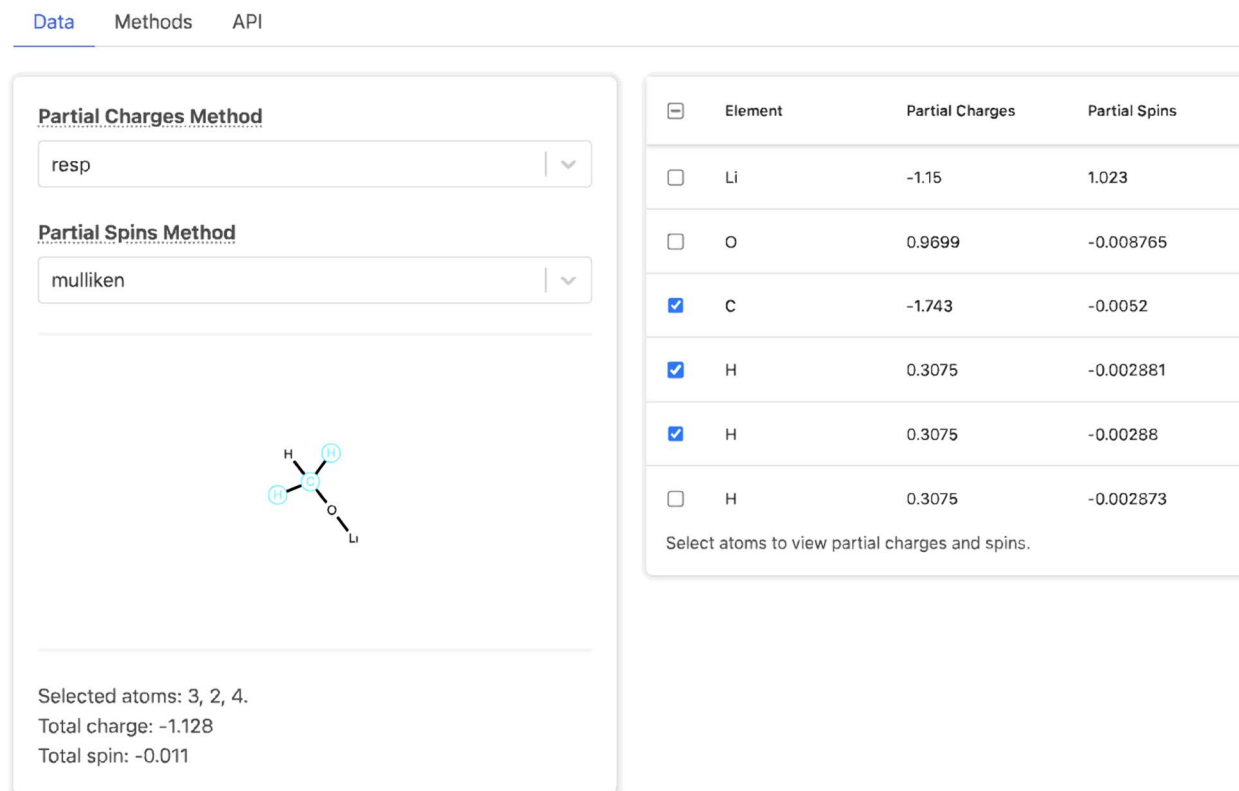 Data Methods API
Partial Charges Method
resp
Partial Spins Method
mulliken
H H
C
H
O
Li
Selected atoms: 3, 2, 4.
Total charge: -1.128
Total spin: -0.011
Element Partial Charges Partial Spins
Li -1.15 1.023
O 0.9699 -0.008765
C -1.743 -0.0052
H 0.3075 -0.002881
H 0.3075 -0.00288
H 0.3075 -0.002873
Select atoms to view partial charges and spins.